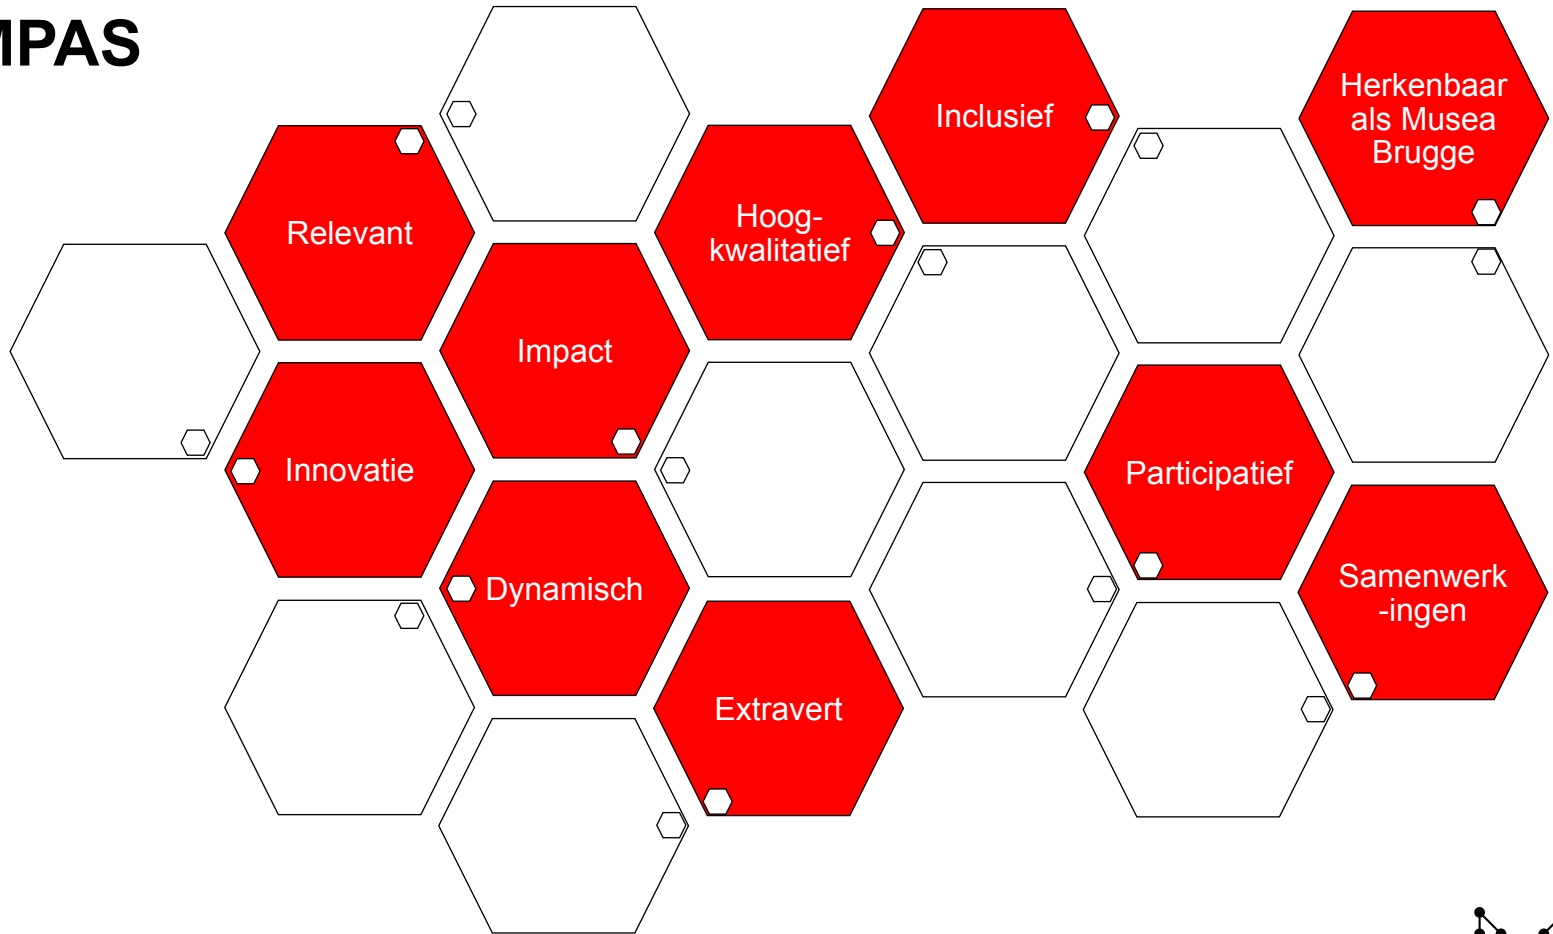 MPAS
Relevant
Impact
Hoog-
kwalitatief
Inclusief
Herkenbaar
als Musea
Brugge
Innovatie
Dynamisch
Extravert
Participatief
Samenwerk
-ingen